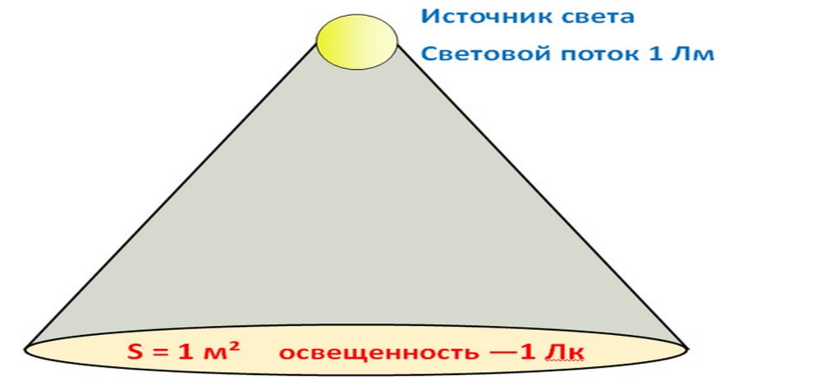 Источник света
Световой поток 1 Лм
S = 1 м² освещенность —1 Лк